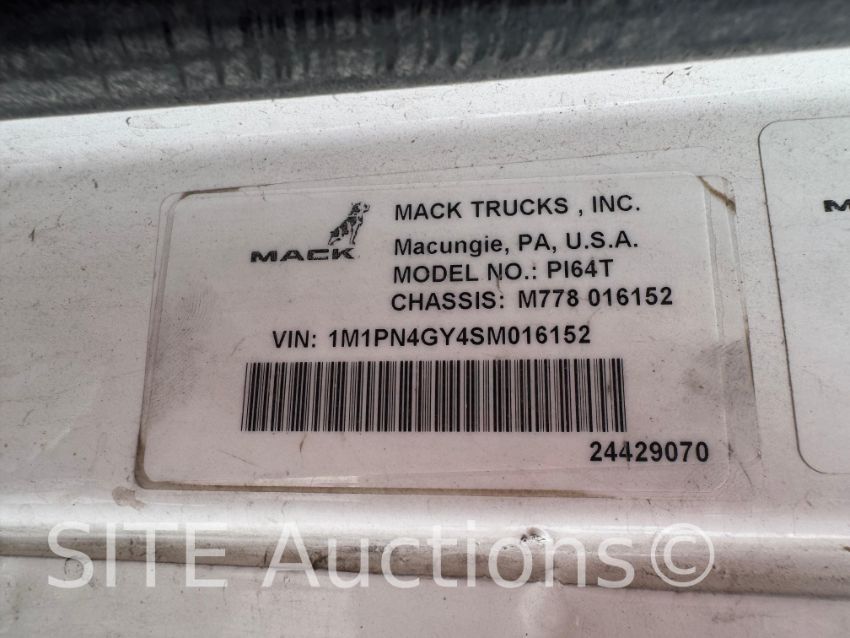 MACK
MACK TRUCKS , INC.
Macungie, PA, U.S.A.
MODEL NO.: PI64T
CHASSIS: M778 016152
VIN: 1M1PN4GY4SM016152
24429070
SITE Auctions©